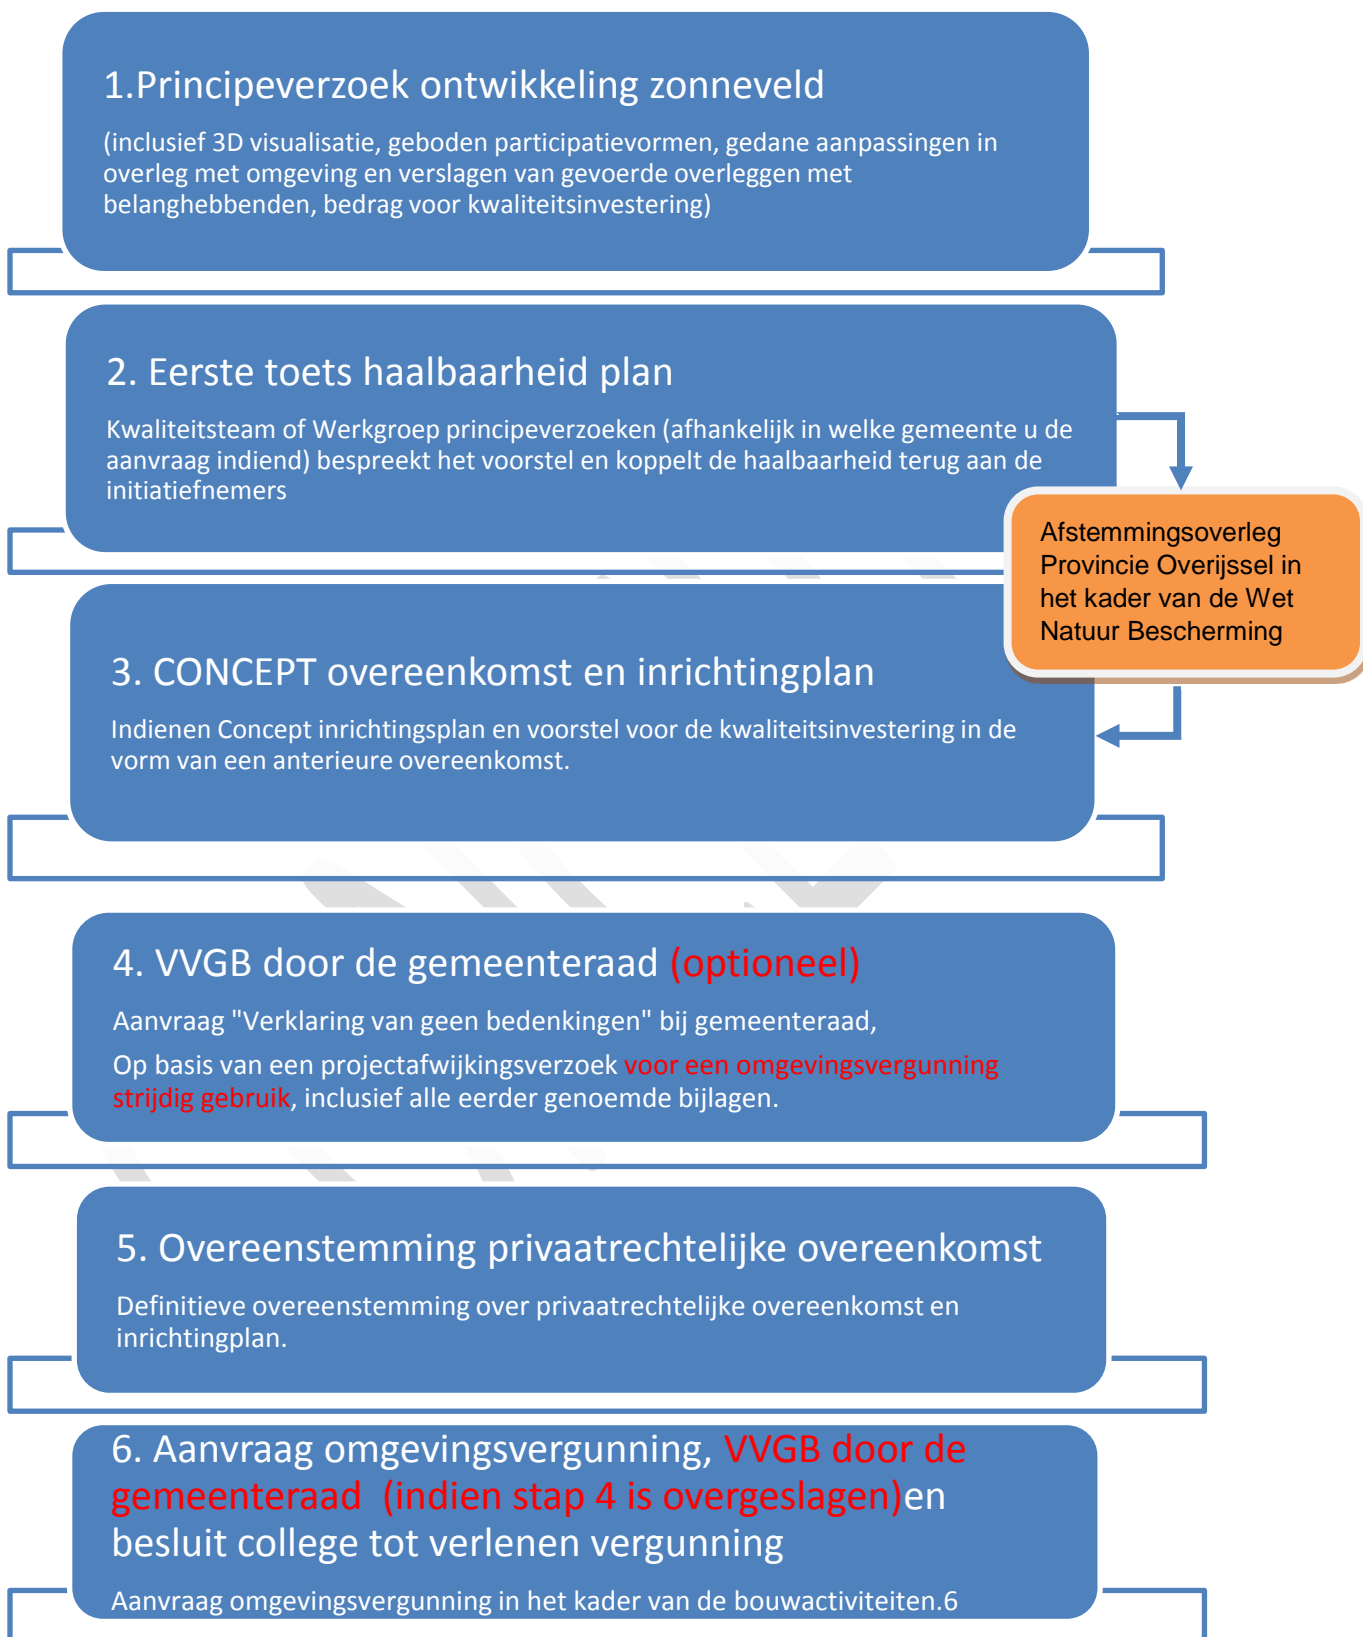 1.Principeverzoek ontwikkeling zonneveld
(inclusief 3D visualisatie, geboden participatievormen, gedane aanpassingen in
overleg met omgeving en verslagen van gevoerde overleggen met
belanghebbenden, bedrag voor kwaliteitsinvestering)
2. Eerste toets haalbaarheid plan
Kwaliteitsteam of Werkgroep principeverzoeken (afhankelijk in welke gemeente u de
aanvraag indiend) bespreekt het voorstel en koppelt de haalbaarheid terug aan de
initiatiefnemers
Afstemmingsoverleg
Provincie Overijssel in
het kader van de Wet
Natuur Bescherming
3. CONCEPT overeenkomst en inrichtingplan
Indienen Concept inrichtingsplan en voorstel voor de kwaliteitsinvestering in de
vorm van een anterieure overeenkomst.
4. VVGB door de gemeenteraad (optioneel)
Aanvraag "Verklaring van geen bedenkingen" bij gemeenteraad,
Op basis van een projectafwijkingsverzoek voor een omgevingsvergunning
strijdig gebruik, inclusief alle eerder genoemde bijlagen.
5. Overeenstemming privaatrechtelijke overeenkomst
Definitieve overeenstemming over privaatrechtelijke overeenkomst en
inrichtingplan.
6. Aanvraag omgevingsvergunning, VVGB door de
gemeenteraad (indien stap 4 is overgeslagen)en
besluit college tot verlenen vergunning
Aanvraag omgevingsvergunning in het kader van de bouwactiviteiten.6